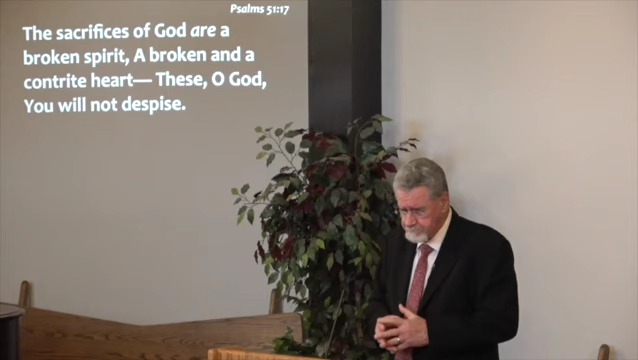 Psalms 51:17
The sacrifices of God are a
broken spirit, A broken and a
contrite heart— These, O God,
You will not despise.